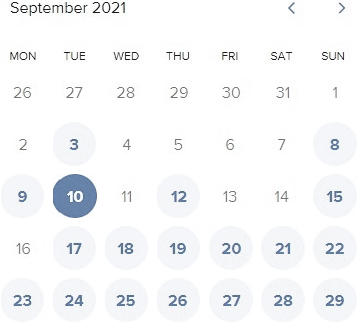 September 2021
MON TUE WED THU FRI SAT SUN
26 27 28 29 30 31 1
2 3 4 5 6 7 8
9 10 11 12 13 14 15
16 17 18 19 20 21 22
23 24 25 26 27 28 29